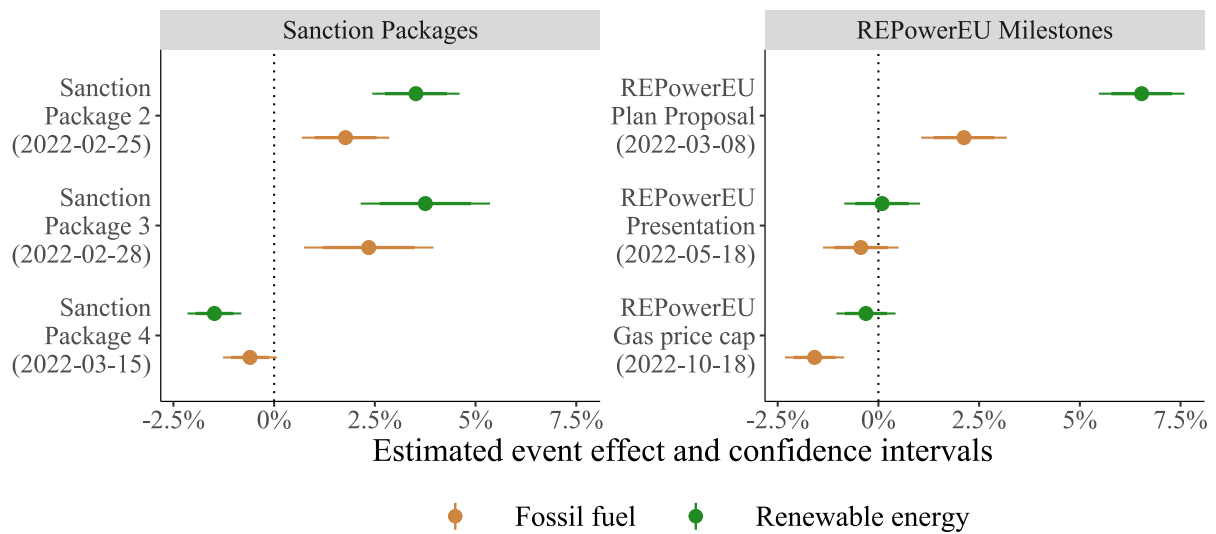 Sanction Packages
Sanction
Package 2
(2022-02-25)
Sanction
Package 3
(2022-02-28)
Sanction
Package 4
(2022-03-15)
-2.5% 0% 2.5% 5% 7.5%
REPowerEU Milestones
REPowerEU
Plan Proposal
(2022-03-08)
REPowerEU
Presentation
(2022-05-18)
REPowerEU
Gas price cap
(2022-10-18)
-2.5% 0% 2.5% 5% 7.5%
Estimated event effect and confidence intervals
Fossil fuel Renewable energy